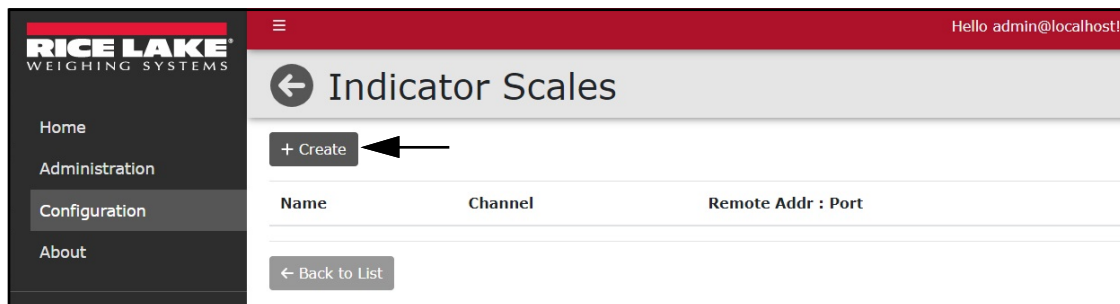 RICE LAKE
WEIGHING SYSTEMS
Hello admin@localhost!
Indicator Scales
Home
Administration
Configuration
About
+ Create
Name Channel Remote Addr : Port
← Back to List